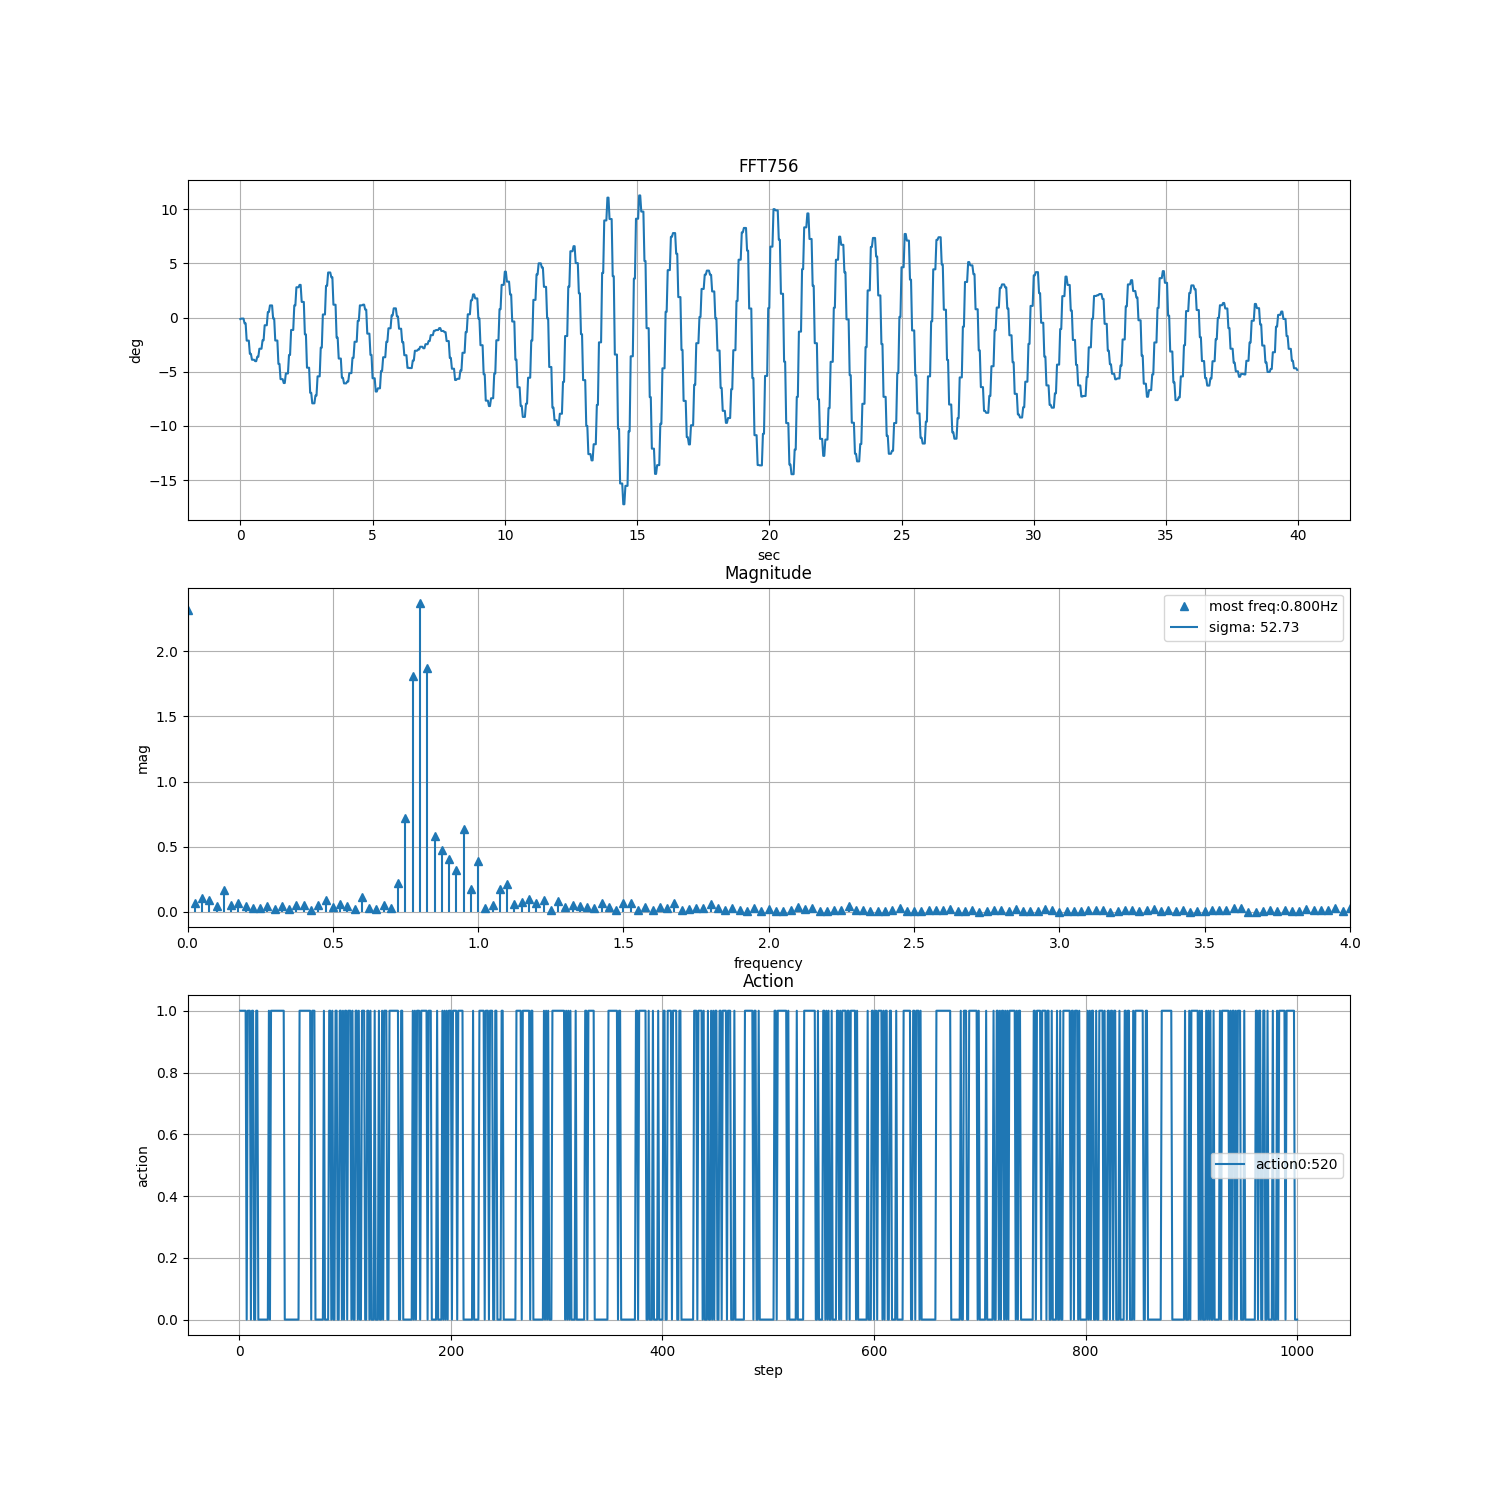 FFT756
10
5
0
−5
−10
−15
deg
0 5 10 15 20 25 30 35 40
sec
Magnitude
most freq:0.800Hz
sigma: 52.73
2.0
1.5
1.0
0.5
0.0
mag
0.0 0.5 1.0 1.5 2.0 2.5 3.0 3.5 4.0
frequency
Action
1.0
0.8
0.6
0.4
0.2
0.0
action
action0:520
0 200 400 600 800 1000
step